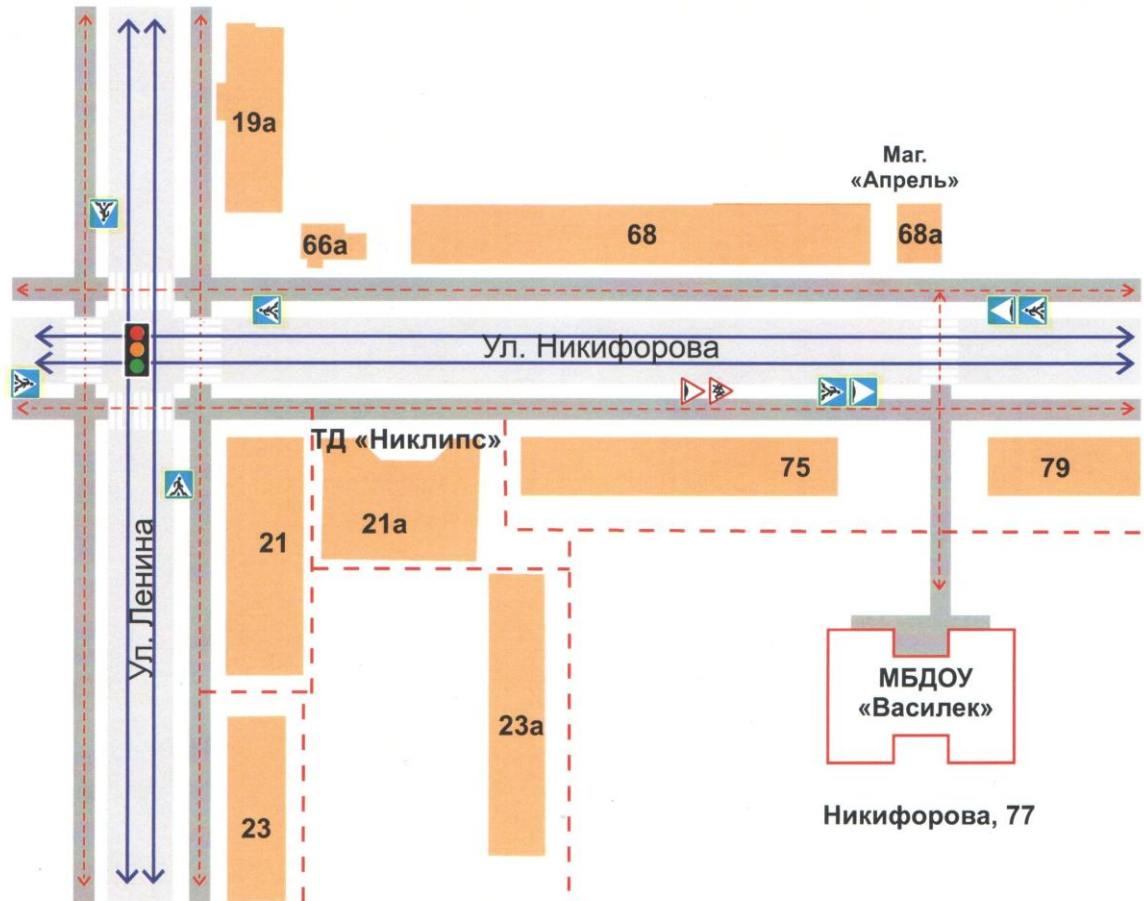 19а
Маг.
«Апрель»
66а
68
68а
Ул. Никифорова
ТД «Никлипс»
75
79
21
21а
Ул. Ленина
МБДОУ
«Василек»
23а
23
Никифорова, 77